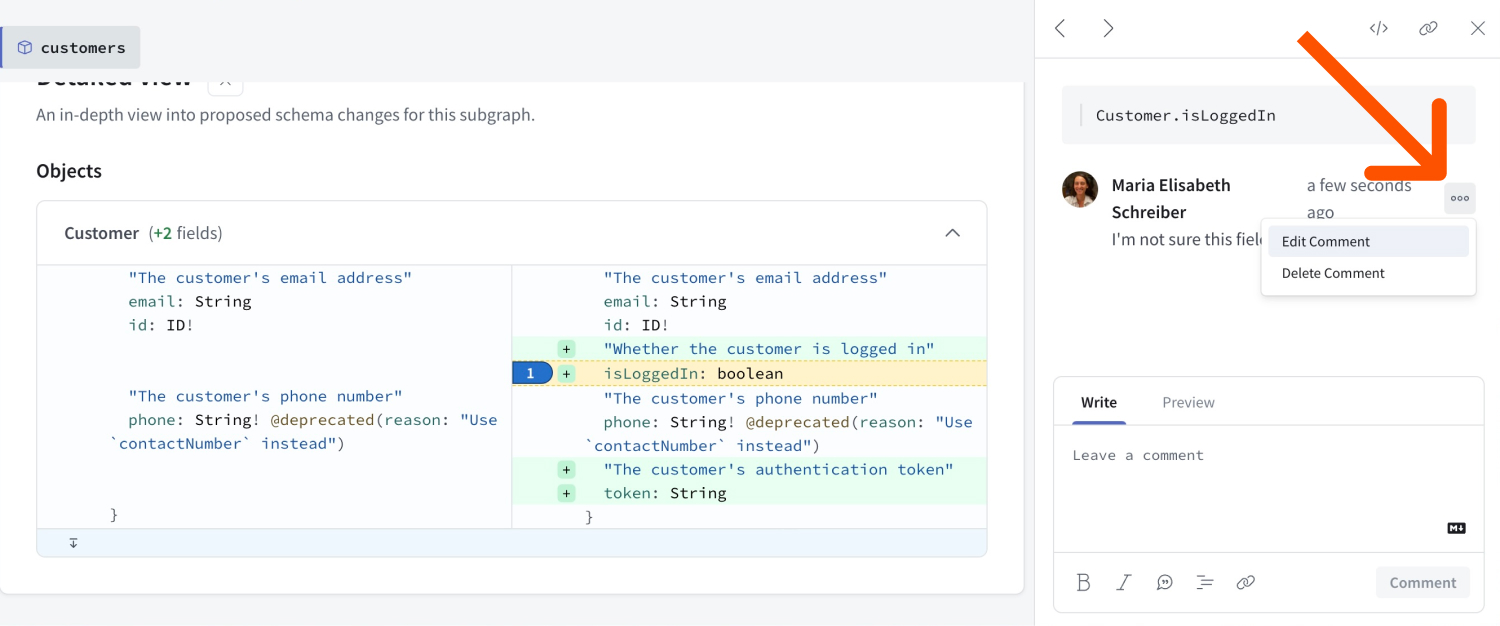 customers
Detailed view
An in-depth view into proposed schema changes for this subgraph.
Objects
Customer (+2 fields)
"The customer's email address"
email: String
id: ID!
"The customer's phone number"
phone: String! @deprecated(reason: "Use
`contactNumber` instead")
}
"The customer's email address"
email: String
id: ID!
+ "Whether the customer is logged in"
1 + isLoggedIn: boolean
"The customer's phone number"
phone: String! @deprecated(reason: "Use
`contactNumber` instead")
+ "The customer's authentication token"
+ token: String
}
Customer.isLoggedIn
Maria Elisabeth
Schreiber
a few seconds
ago
I'm not sure this fiel
Edit Comment
Delete Comment
Write
Preview
Leave a comment
M
B I
Comment